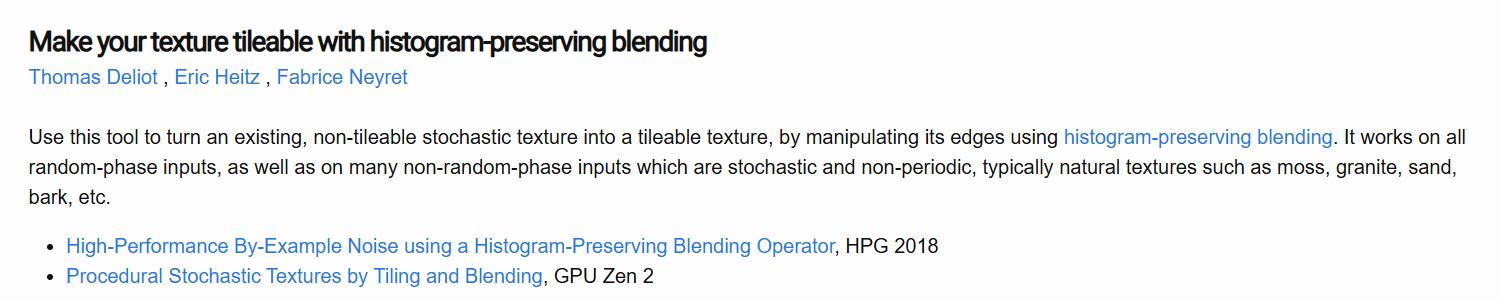 Make your texture tileable with histogram-preserving blending
Thomas Deliot , Eric Heitz , Fabrice Neyret
Use this tool to turn an existing, non-tileable stochastic texture into a tileable texture, by manipulating its edges using histogram-preserving blending. It works on all
random-phase inputs, as well as on many non-random-phase inputs which are stochastic and non-periodic, typically natural textures such as moss, granite, sand,
bark, etc.
• High-Performance By-Example Noise using a Histogram-Preserving Blending Operator, HPG 2018
• Procedural Stochastic Textures by Tiling and Blending, GPU Zen 2